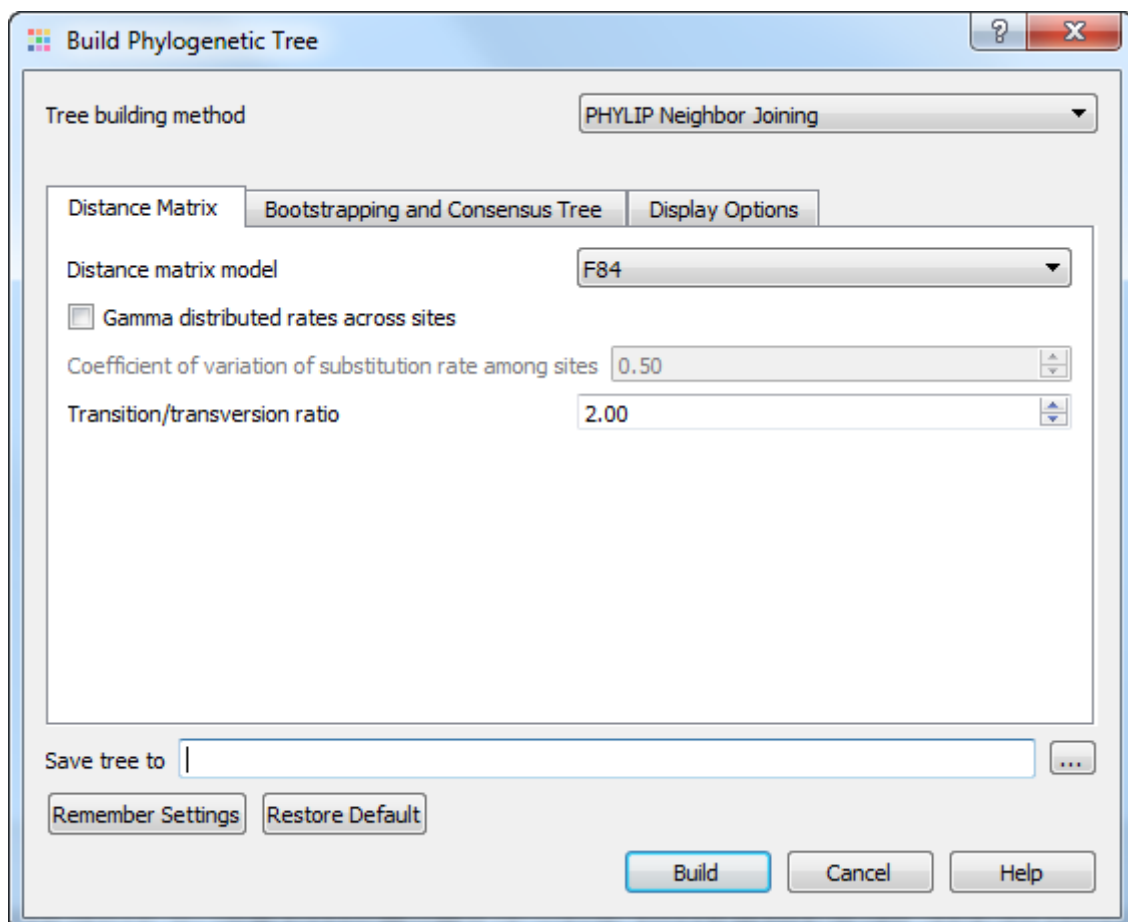 Build Phylogenetic Tree
Tree building method PHYLIP Neighbor Joining
Distance Matrix Bootstrapping and Consensus Tree Display Options
Distance matrix model F84
Gamma distributed rates across sites
Coefficient of variation of substitution rate among sites 0.50
Transition/transversion ratio 2.00
Save tree to ...
Remember Settings Restore Default
Build Cancel Help